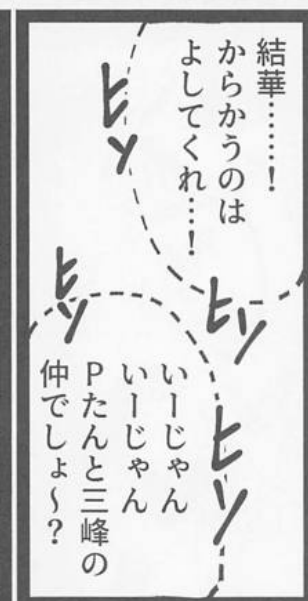 結華……!
からかうのは
よしてくれ…!
ヒソ
ヒソ
ヒソ
ヒソ
いーじゃん
いーじゃん
Pたんと三峰の
仲でしょ~?